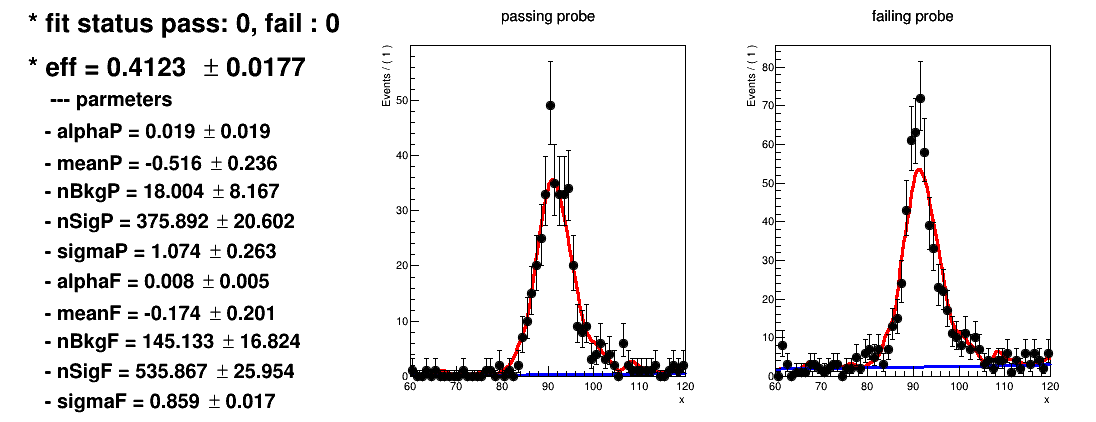 * fit status pass: 0, fail : 0
* eff = 0.4123 ± 0.0177
--- parmeters
- alphaP = 0.019 ± 0.019
- meanP = -0.516 ± 0.236
- nBkgP = 18.004 ± 8.167
- nSigP = 375.892 ± 20.602
- sigmaP = 1.074 ± 0.263
- alphaF = 0.008 ± 0.005
- meanF = -0.174 ± 0.201
- nBkgF = 145.133 ± 16.824
- nSigF = 535.867 ± 25.954
- sigmaF = 0.859 ± 0.017
passing probe
Events / ( 1 )
50
40
30
20
10
0
60 70 80 90 100 110 120
x
failing probe
Events / ( 1 )
80
70
60
50
40
30
20
10
0
60 70 80 90 100 110 120
x